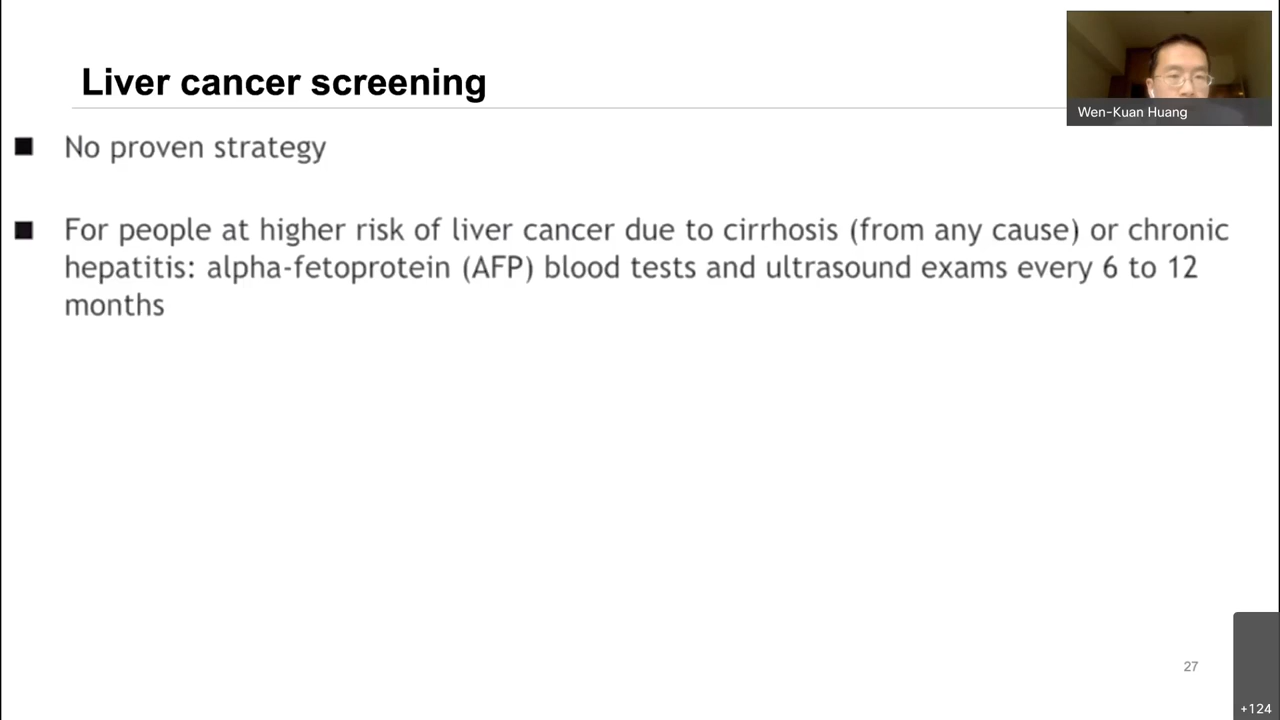 Liver cancer screening
Wen-Kuan Huang
No proven strategy
For people at higher risk of liver cancer due to cirrhosis (from any cause) or chronic
hepatitis: alpha-fetoprotein (AFP) blood tests and ultrasound exams every 6 to 12
months
27
+124